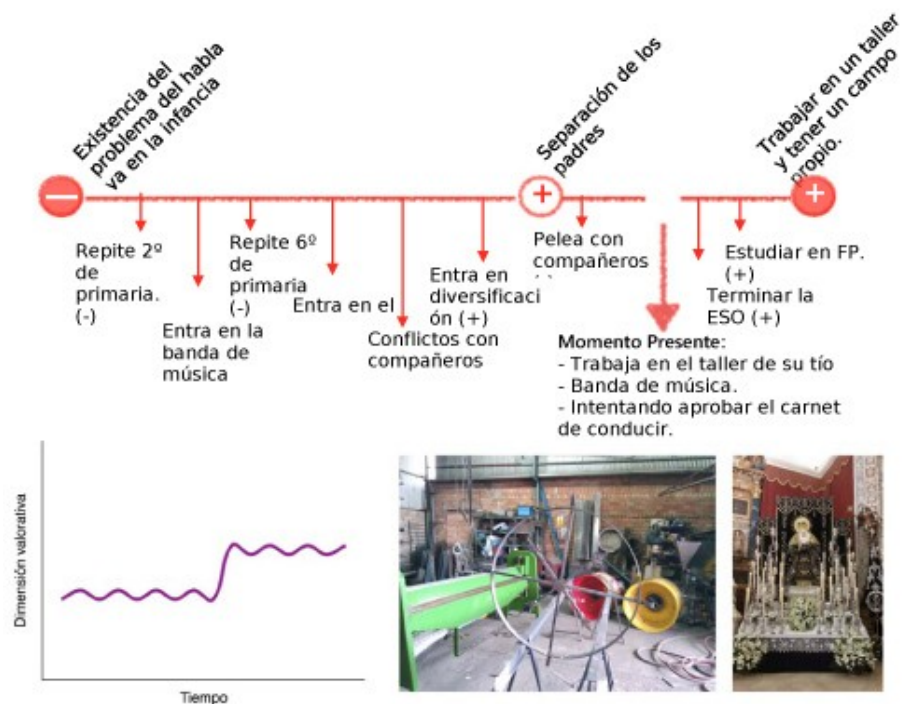 Existencia del
problema del habla
va en la infancia
Separación de los
padres
Trabajar en un taller
y tener un campo
propio.
Repite 2º
de
primaria.
(-)
Entra en la
banda de
música
Repite 6º
de
primaria
(-)
Entra en el
Conflictos con
compañeros
Entra en
diversificaci
ón (+)
Pelea con
compañeros
Estudiar en FP.
(+)
Terminar la
ESO (+)
Momento Presente:
- Trabaja en el taller de su tío
- Banda de música.
- Intentando aprobar el carnet
de conducir.
Dimensión valorativa
Tiempo